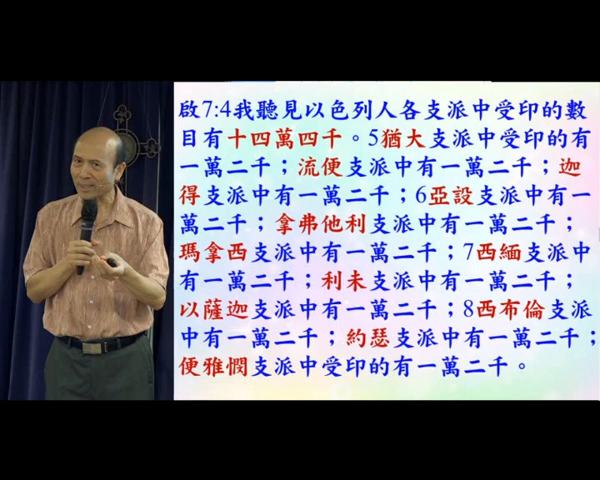 啟7:4我聽見以色列人各支派中受印的數
目有十四萬四千。5猶大支派中受印的有
一萬二千；流便支派中有一萬二千；迦
得支派中有一萬二千；6亞設支派中有一
萬二千；拿弗他利支派中有一萬二千；
瑪拿西支派中有一萬二千；7西緬支派中
有一萬二千；利未支派中有一萬二千；
以薩迦支派中有一萬二千；8西布倫支派
中有一萬二千；約瑟支派中有一萬二千；
便雅憫支派中受印的有一萬二千。